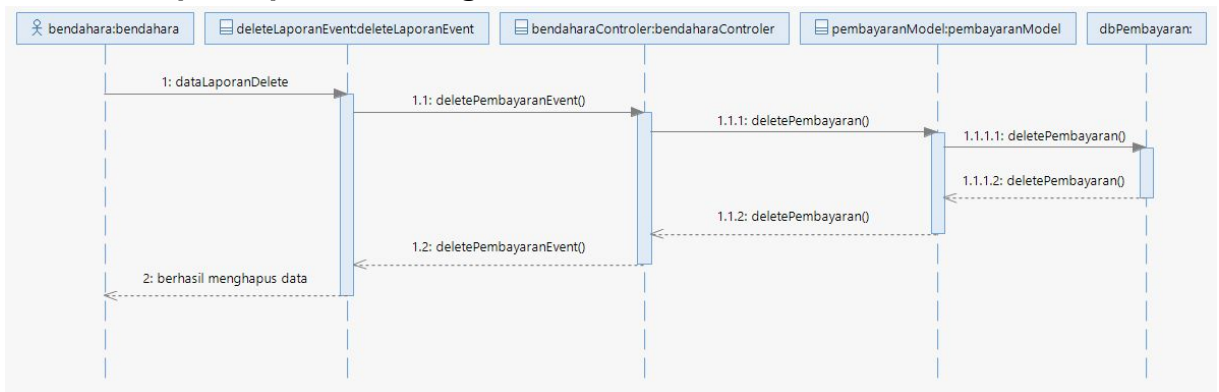 bendahara:bendahara
deleteLaporanEvent:deleteLaporanEvent
bendaharaControler:bendaharaControler
pembayaranModel:pembayaranModel
dbPembayaran:
1: dataLaporanDelete
1.1: deletePembayaranEvent()
1.1.1: deletePembayaran()
1.1.1.1: deletePembayaran()
1.1.1.2: deletePembayaran()
1.1.2: deletePembayaran()
1.2: deletePembayaranEvent()
2: berhasil menghapus data